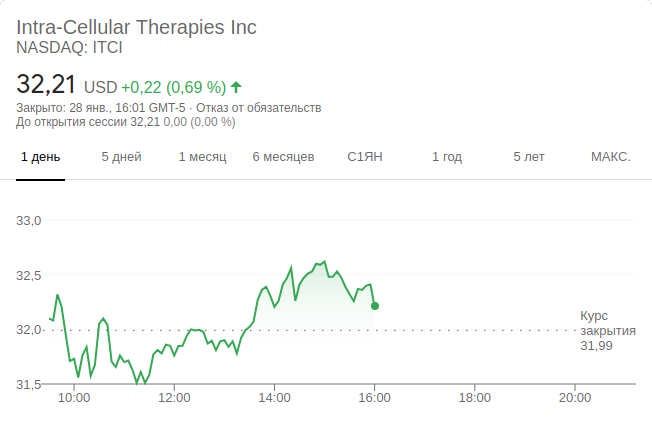 Intra-Cellular Therapies Inc
NASDAQ: ITCI
32,21 USD +0,22 (0,69 %)
Закрыто: 28 янв., 16:01 GMT-5 · Отказ от обязательств
До открытия сессии 32,21 0,00 (0,00 %)
1 день 5 дней 1 месяц 6 месяцев С1ЯН 1 год 5 лет МАКС.
33,0
32,5
32,0
31,5
Курс
закрытия
31,99
10:00 12:00 14:00 16:00 18:00 20:00